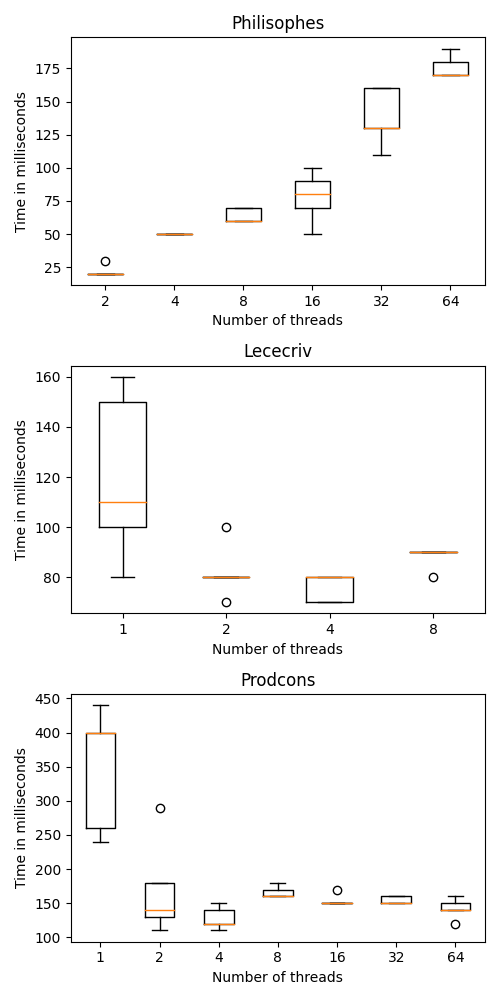 Philisophes
Time in milliseconds
175
150
125
100
75
50
25
2 4 8 16 32 64
Number of threads
Lececriv
Time in milliseconds
160
140
120
100
80
1 2 4 8
Number of threads
Prodcons
Time in milliseconds
450
400
350
300
250
200
150
100
1 2 4 8 16 32 64
Number of threads